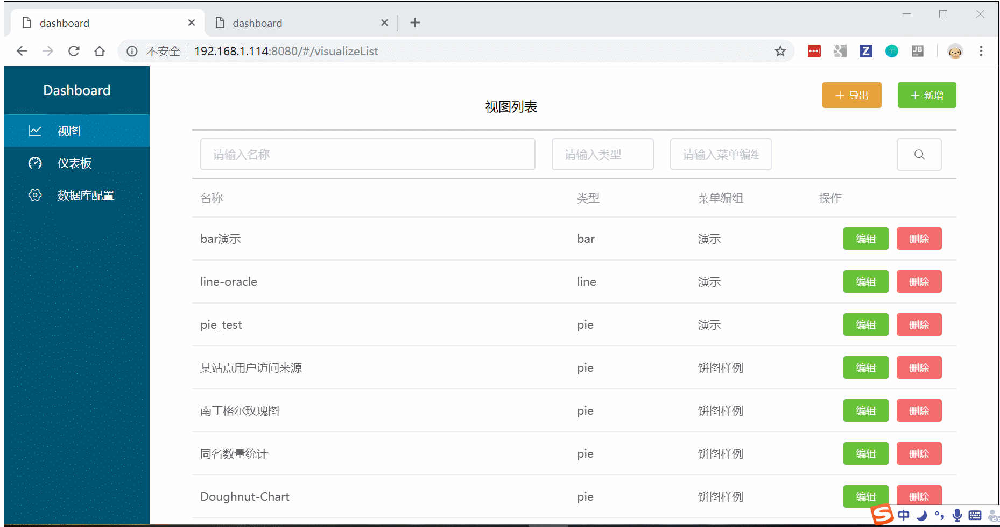 dashboard
dashboard
不安全 192.168.1.114:8080/#/visualizeList
Z m JB
Dashboard
视图
仪表板
数据库配置
导出 新增
视图列表
请输入名称 请输入类型 请输入菜单编组
名称 类型 菜单编组 操作
bar演示 bar 演示 编辑 删除
line-oracle line 演示 编辑 删除
pie_test pie 演示 编辑 删除
某站点用户访问来源 pie 饼图样例 编辑 删除
南丁格尔玫瑰图 pie 饼图样例 编辑 删除
同名数量统计 pie 饼图样例 编辑 删除
Doughnut-Chart pie 饼图样例 编辑 删除
S 中